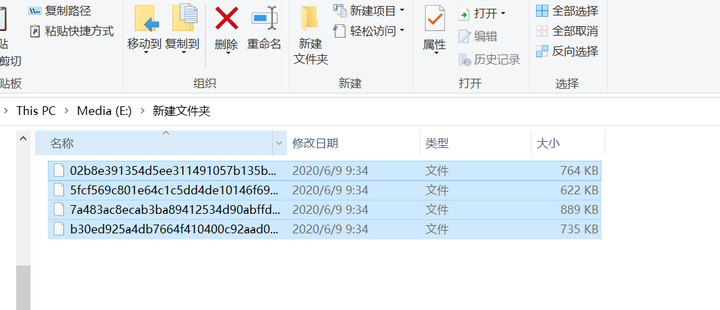 复制路径
粘贴快捷方式
贴
剪切
移动到 复制到
删除 重命名
新建
文件夹
新建项目
轻松访问
属性
打开
编辑
历史记录
全部选择
全部取消
反向选择
贴板 组织 新建 打开 选择
This PC > Media (E:) > 新建文件夹
名称 修改日期 类型 大小
02b8e391354d5ee311491057b135b... 2020/6/9 9:34 文件 764 KB
5fcf569c801e64c1c5dd4de10146f69... 2020/6/9 9:34 文件 622 KB
7a483ac8ecab3ba89412534d90abffd... 2020/6/9 9:34 文件 889 KB
b30ed925a4db7664f410400c92aad0... 2020/6/9 9:34 文件 735 KB